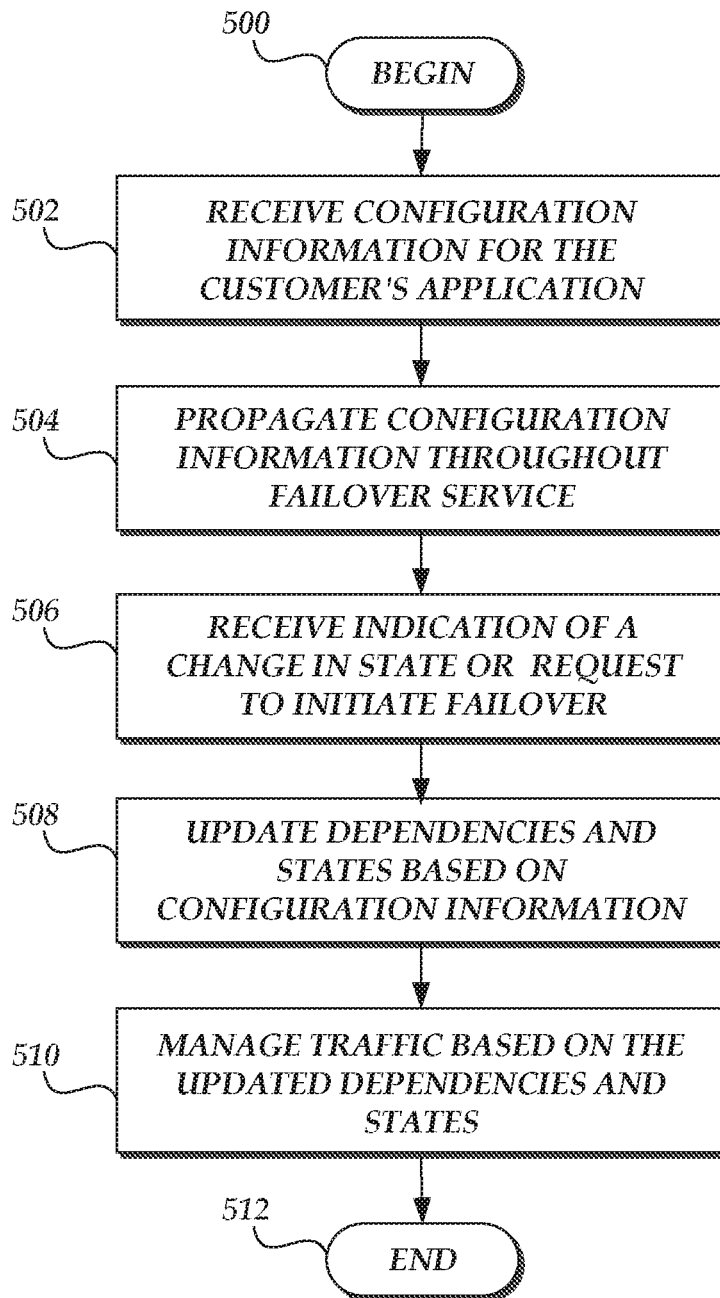 500
BEGIN
502
RECEIVE CONFIGURATION
INFORMATION FOR THE
CUSTOMER'S APPLICATION
504
PROPAGATE CONFIGURATION
INFORMATION THROUGHOUT
FAILOVER SERVICE
506
RECEIVE INDICATION OF A
CHANGE IN STATE OR REQUEST
TO INITIATE FAILOVER
508
UPDATE DEPENDENCIES AND
STATES BASED ON
CONFIGURATION INFORMATION
510
MANAGE TRAFFIC BASED ON THE
UPDATED DEPENDENCIES AND
STATES
512
END